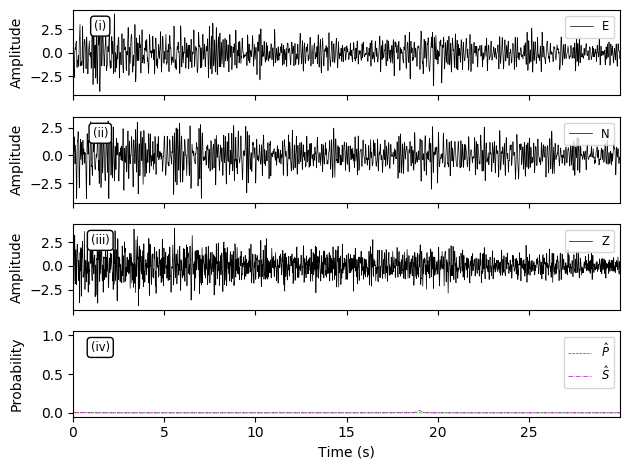 (i)
E
Amplitude
2.5
0.0
−2.5
(ii)
N
Amplitude
2.5
0.0
−2.5
(iii)
Z
Amplitude
2.5
0.0
−2.5
(iv)
P̂
Ŝ
Probability
1.0
0.5
0.0
0 5 10 15 20 25
Time (s)